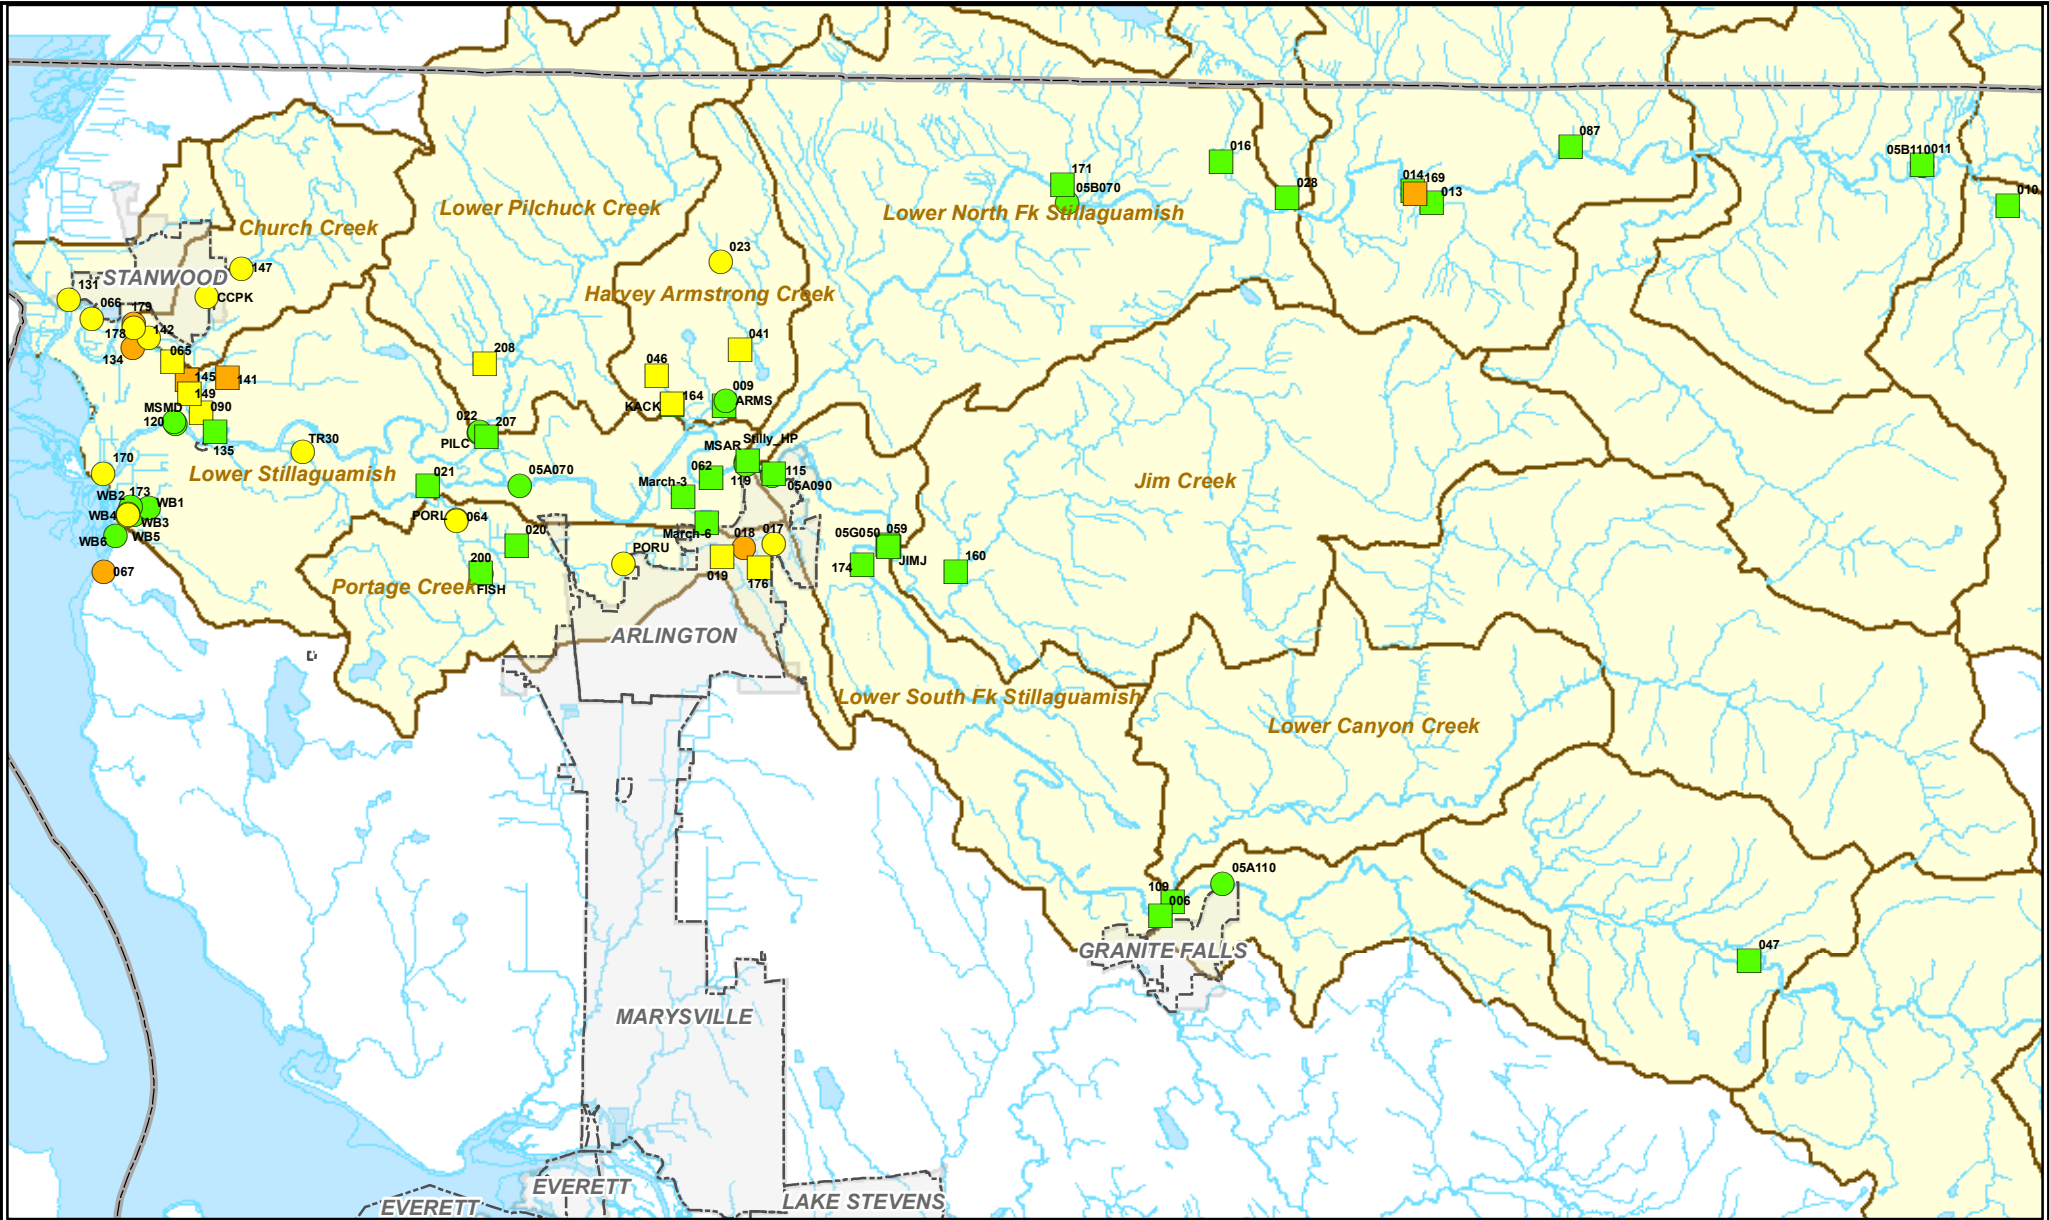 087
016
171
05B070
028
014
169
013
05B110
011
010
Lower Pilchuck Creek
Lower North Fk Stillaguamish
Church Creek
023
Harvey Armstrong Creek
STANWOOD
147
131
066
CCPK
179
178
142
134
065
208
046
041
145
141
149
009
KACK
164
ARMS
MSMD
090
120
135
022
207
PILC
TR30
MSAR
Stilly_HP
170
Lower Stillaguamish
021
05A070
062
119
115
05A090
March-3
Jim Creek
WB2
173
WB1
WB4
WB3
WB5
WB6
PORL
064
020
March-6
018
017
05G050
059
067
200
FISH
PORU
019
176
174
JIMJ
160
Portage Creek
ARLINGTON
Lower South Fk Stillaguamish
Lower Canyon Creek
05A110
109
006
GRANITE FALLS
047
MARYSVILLE
EVERETT
EVERETT
LAKE STEVENS